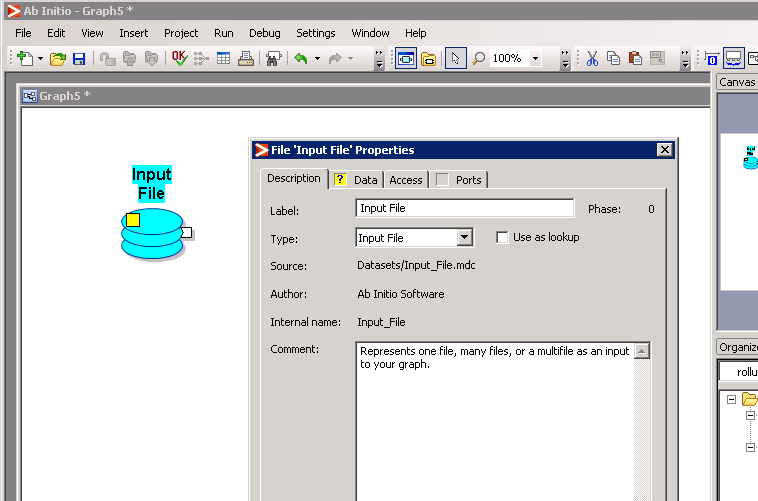 Ab Initio - Graph5 *
File Edit View Insert Project Run Debug Settings Window Help
OK 100%
Graph5 *
Canvas
Input
File
File 'Input File' Properties
Description ? Data Access Ports
Label: Input File Phase: 0
Type: Input File Use as lookup
Source: Datasets/Input_File.mdc
Author: Ab Initio Software
Internal name: Input_File
Comment: Represents one file, many files, or a multifile as an input
to your graph.
Organize
rollu